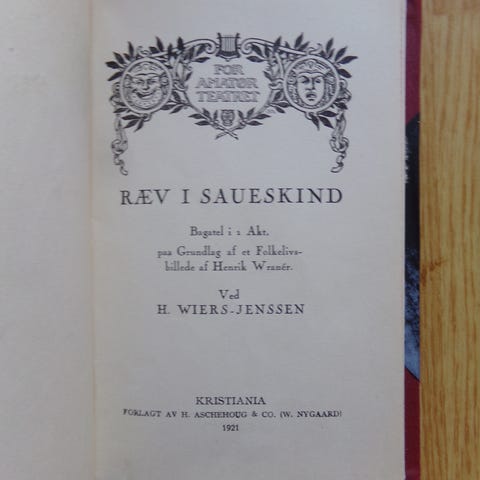 FOR
AMATØR
TEATRET
RÆV I SAUESKIND
Bagatel i 1 Akt.
paa Grundlag af et Folkelivs-
billede af Henrik Wranér.
Ved
H. WIERS-JENSSEN
KRISTIANIA
FORLAGT AV H. ASCHEHOUG & CO. (W. NYGAARD)
1921